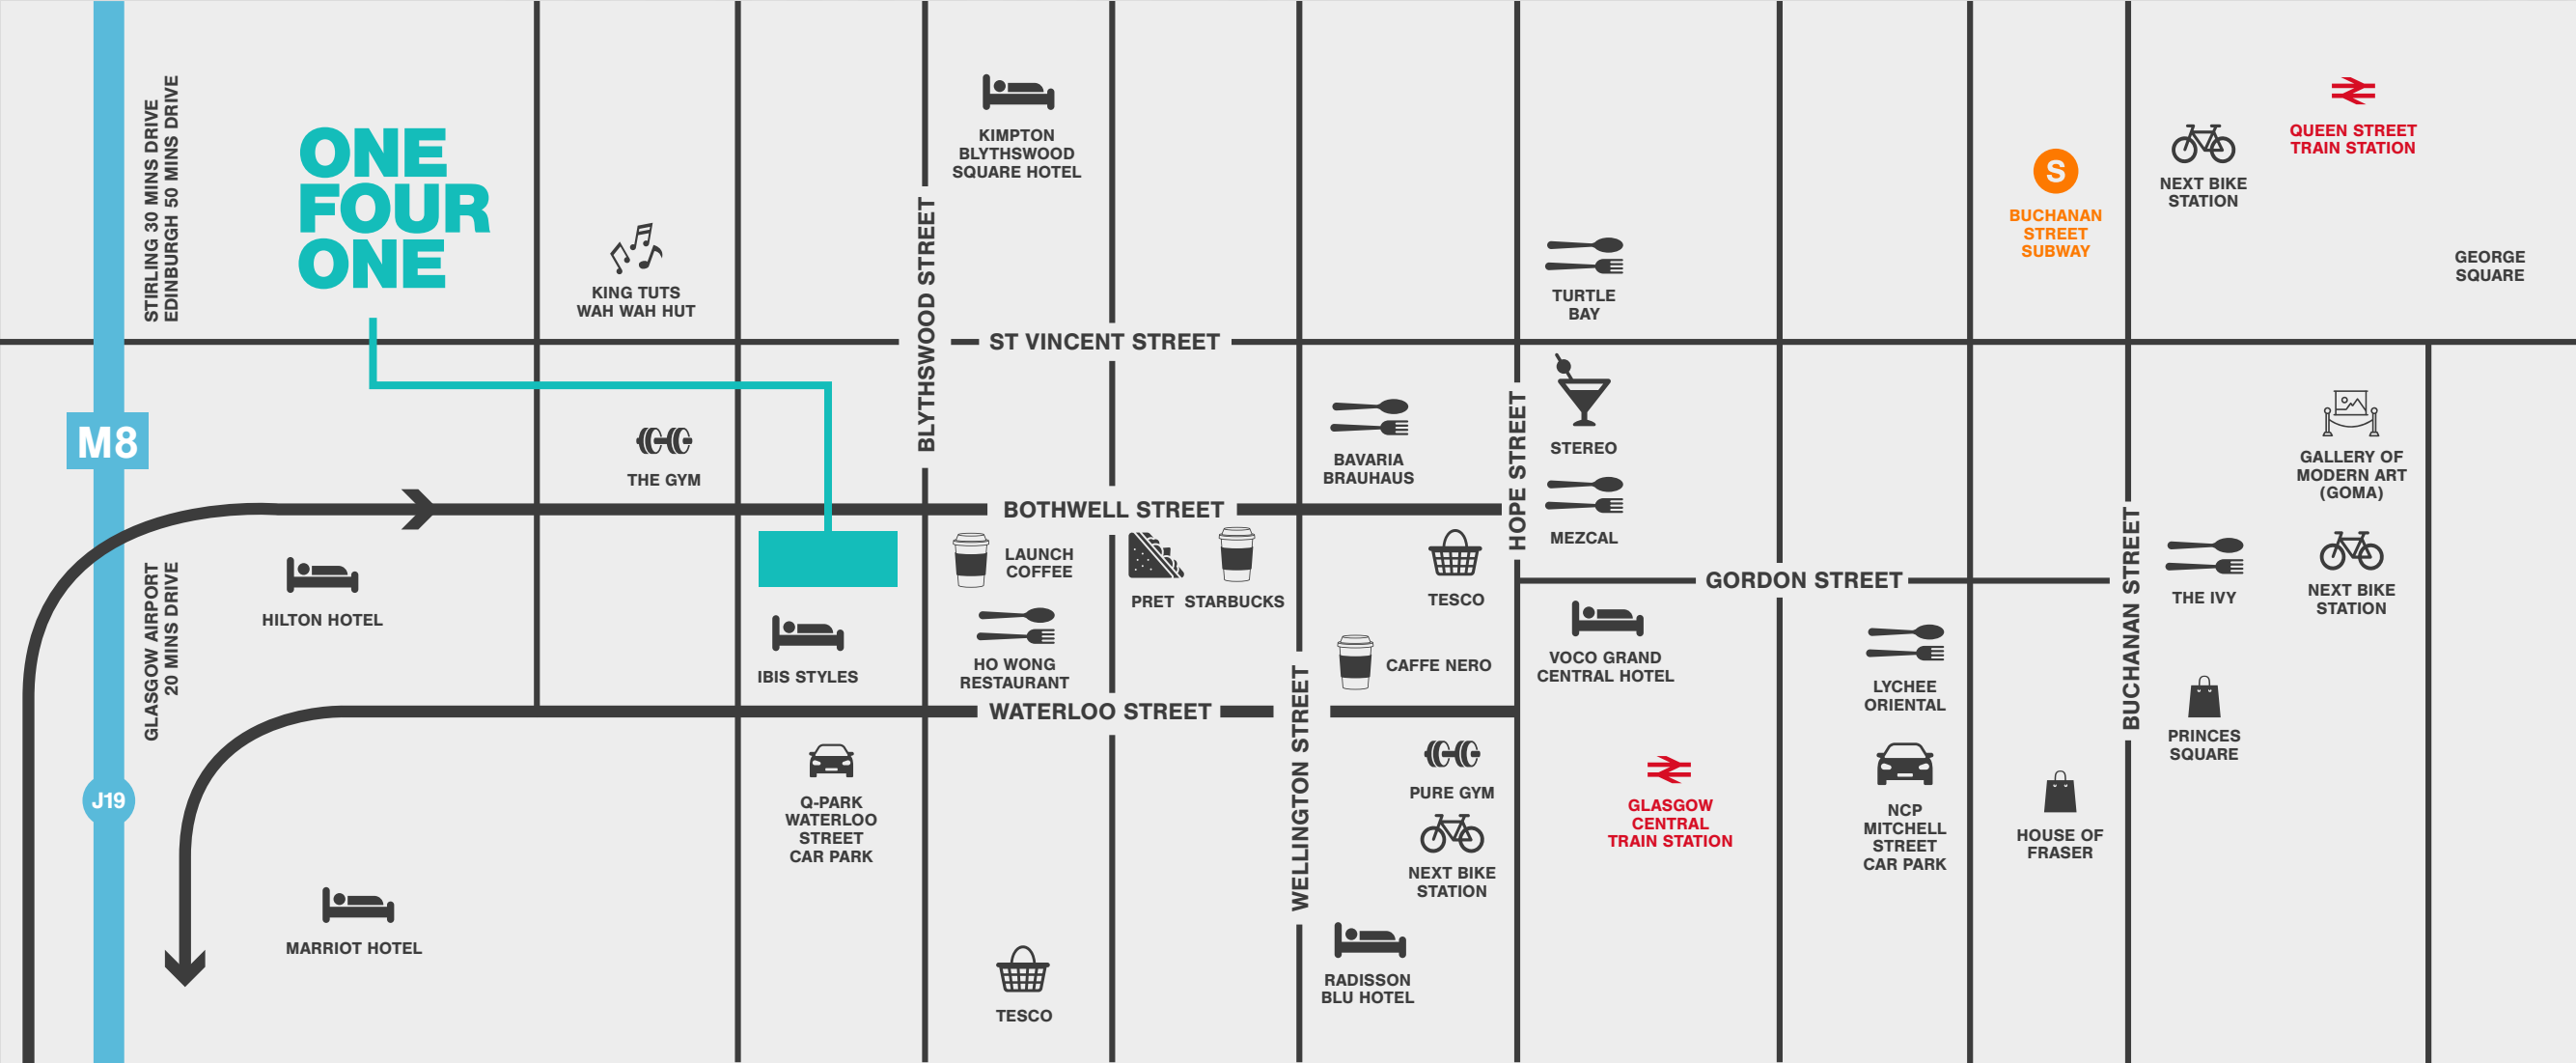 STIRLING 30 MINS DRIVE
EDINBURGH 50 MINS DRIVE
ONE
FOUR
ONE
KING TUTS
WAH WAH HUT
BLYTHSWOOD STREET
KIMPTON
BLYTHSWOOD
SQUARE HOTEL
ST VINCENT STREET
TURTLE
BAY
S
BUCHANAN
STREET
SUBWAY
NEXT BIKE
STATION
QUEEN STREET
TRAIN STATION
GEORGE
SQUARE
M8
THE GYM
BOTHWELL STREET
BAVARIA
BRAUHAUS
HOPE STREET
STEREO
MEZCAL
GALLERY OF
MODERN ART
(GOMA)
GLASGOW AIRPORT
20 MINS DRIVE
HILTON HOTEL
IBIS STYLES
LAUNCH
COFFEE
HO WONG
RESTAURANT
PRET
STARBUCKS
TESCO
CAFFE NERO
GORDON STREET
VOCO GRAND
CENTRAL HOTEL
LYCHEE
ORIENTAL
BUCHANAN STREET
THE IVY
NEXT BIKE
STATION
PRINCES
SQUARE
WATERLOO STREET
WELLINGTON STREET
J19
Q-PARK
WATERLOO
STREET
CAR PARK
PURE GYM
NEXT BIKE
STATION
GLASGOW
CENTRAL
TRAIN STATION
NCP
MITCHELL
STREET
CAR PARK
HOUSE OF
FRASER
MARRIOT HOTEL
TESCO
RADISSON
BLU HOTEL